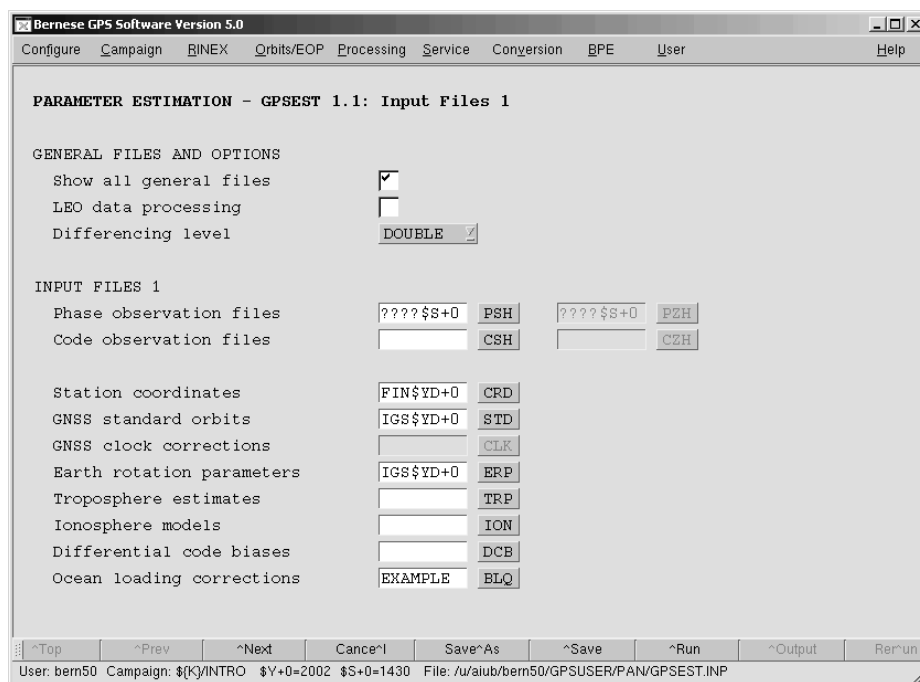 Bernese GPS Software Version 5.0
Configure Campaign RINEX Orbits/EOP Processing Service Conversion BPE User Help
PARAMETER ESTIMATION - GPSEST 1.1: Input Files 1
GENERAL FILES AND OPTIONS
Show all general files
LEO data processing
Differencing level DOUBLE
INPUT FILES 1
Phase observation files ????$S+0 PSH ????$S+0 PZH
Code observation files CSH CZH
Station coordinates FIN$YD+0 CRD
GNSS standard orbits IGS$YD+0 STD
GNSS clock corrections CLK
Earth rotation parameters IGS$YD+0 ERP
Troposphere estimates TRP
Ionosphere models ION
Differential code biases DCB
Ocean loading corrections EXAMPLE BLQ
^Top ^Prev ^Next Cance^l Save^As ^Save ^Run ^Output Rer^un
User: bern50 Campaign: ${K}/INTRO $Y+0=2002 $S+0=1430 File: /u/aiub/bern50/GPSUSER/PAN/GPSEST.INP